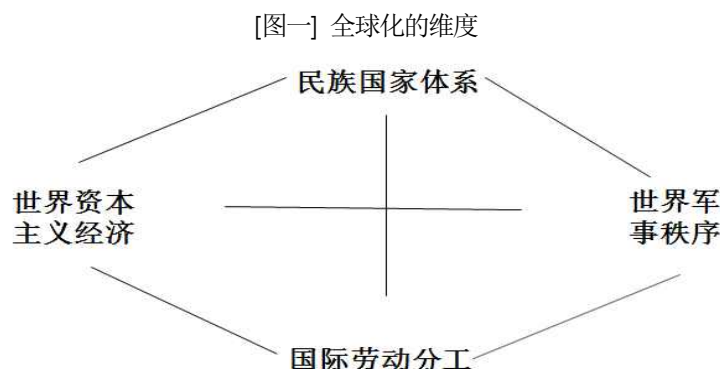 [图一] 全球化的维度
民族国家体系
世界资本
主义经济
世界军
事秩序
国际劳动分工